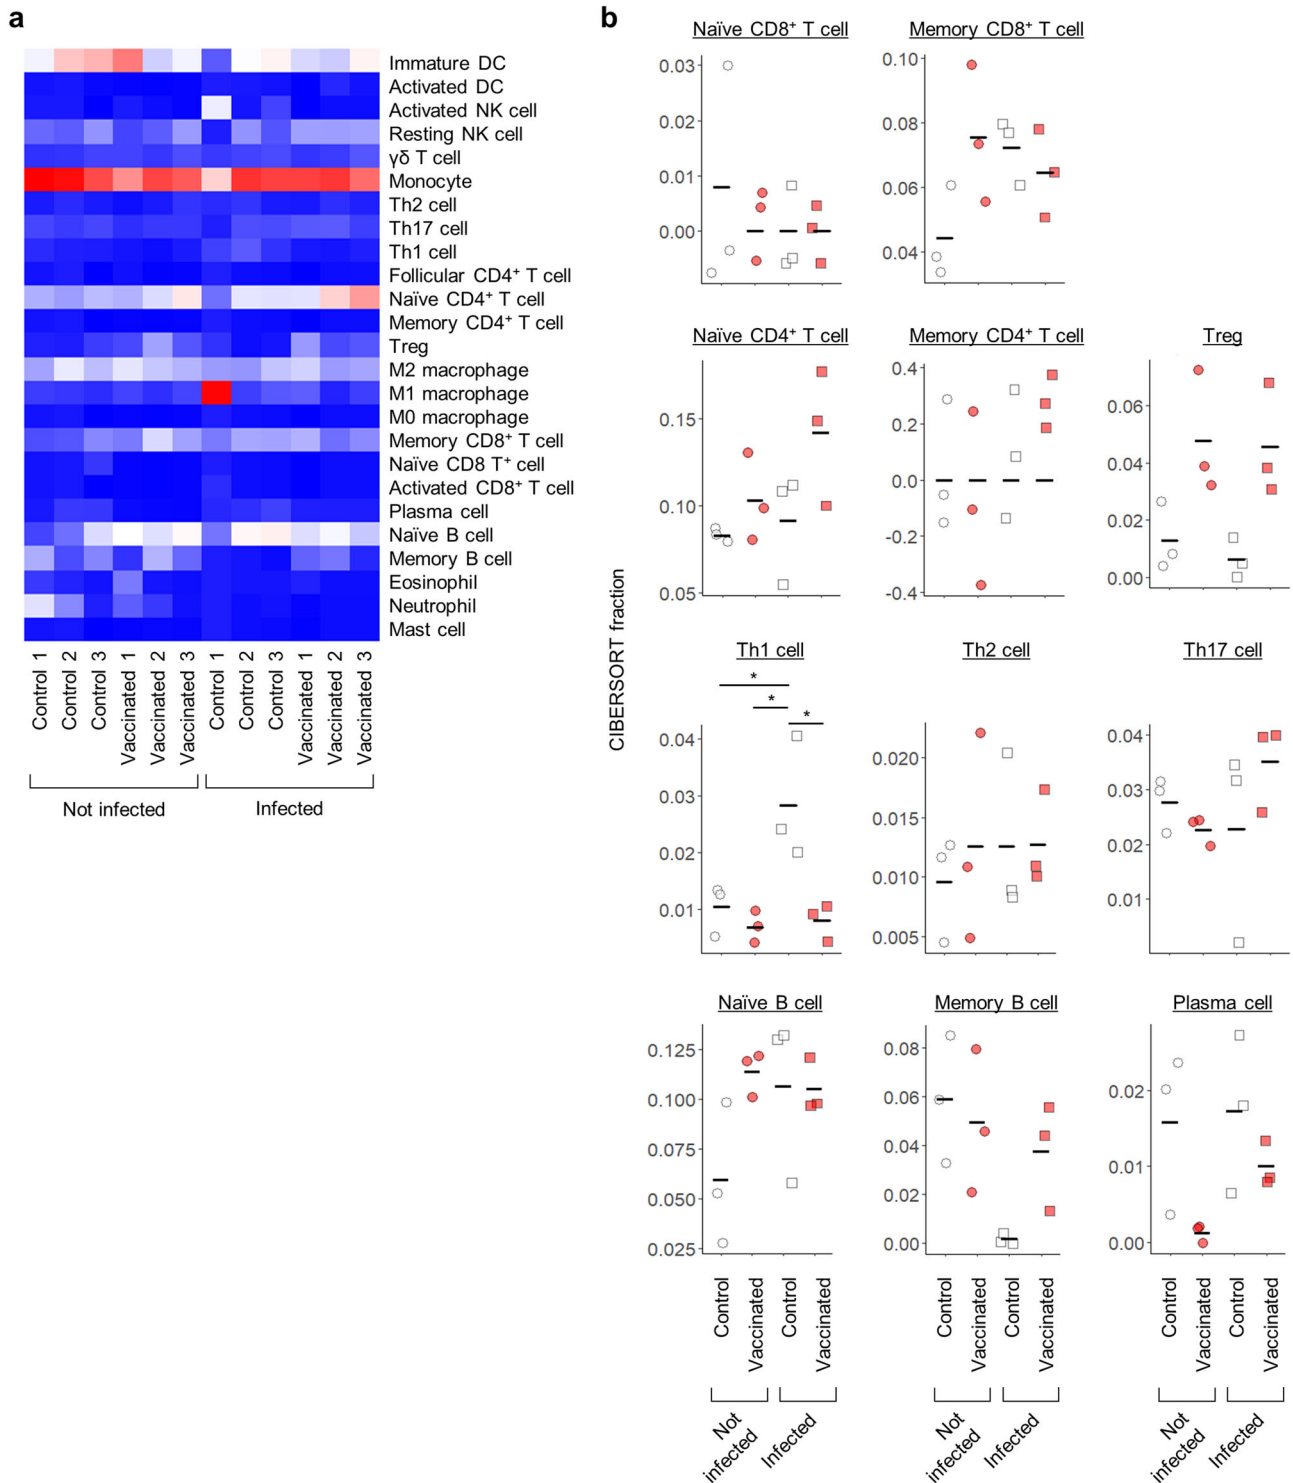 a
Immature DC
Activated DC
Activated NK cell
Resting NK cell
γδ T cell
Monocyte
Th2 cell
Th17 cell
Th1 cell
Follicular CD4⁺ T cell
Naïve CD4⁺ T cell
Memory CD4⁺ T cell
Treg
M2 macrophage
M1 macrophage
M0 macrophage
Memory CD8⁺ T cell
Naïve CD8 T⁺ cell
Activated CD8⁺ T cell
Plasma cell
Naïve B cell
Memory B cell
Eosinophil
Neutrophil
Mast cell
Control 1
Control 2
Control 3
Vaccinated 1
Vaccinated 2
Vaccinated 3
Control 1
Control 2
Control 3
Vaccinated 1
Vaccinated 2
Vaccinated 3
Not infected
Infected
b
CIBERSORT fraction
Naïve CD8⁺ T cell
0.03
0.02
0.01
0.00
Memory CD8⁺ T cell
0.10
0.08
0.06
0.04
Naïve CD4⁺ T cell
0.15
0.10
0.05
Memory CD4⁺ T cell
0.4
0.2
0.0
-0.2
-0.4
Treg
0.06
0.04
0.02
0.00
Th1 cell
*
*
*
0.04
0.03
0.02
0.01
Th2 cell
0.020
0.015
0.010
0.005
Th17 cell
0.04
0.03
0.02
0.01
Naïve B cell
0.125
0.100
0.075
0.050
0.025
Memory B cell
0.08
0.06
0.04
0.02
0.00
Plasma cell
0.02
0.01
0.00
Control
Vaccinated
Control
Vaccinated
Not
infected
Infected
Control
Vaccinated
Control
Vaccinated
Not
infected
Infected
Control
Vaccinated
Control
Vaccinated
Not
infected
Infected